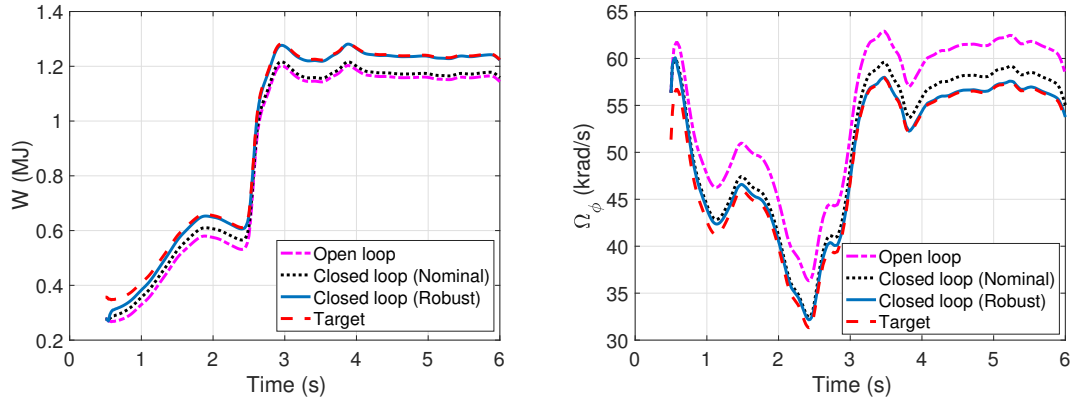 1.4
1.2
1
0.8
0.6
0.4
0.2
W (MJ)
Open loop
Closed loop (Nominal)
Closed loop (Robust)
Target
0 1 2 3 4 5 6
Time (s)
65
60
55
50
45
40
35
30
Ω_ϕ (krad/s)
Open loop
Closed loop (Nominal)
Closed loop (Robust)
Target
0 1 2 3 4 5 6
Time (s)